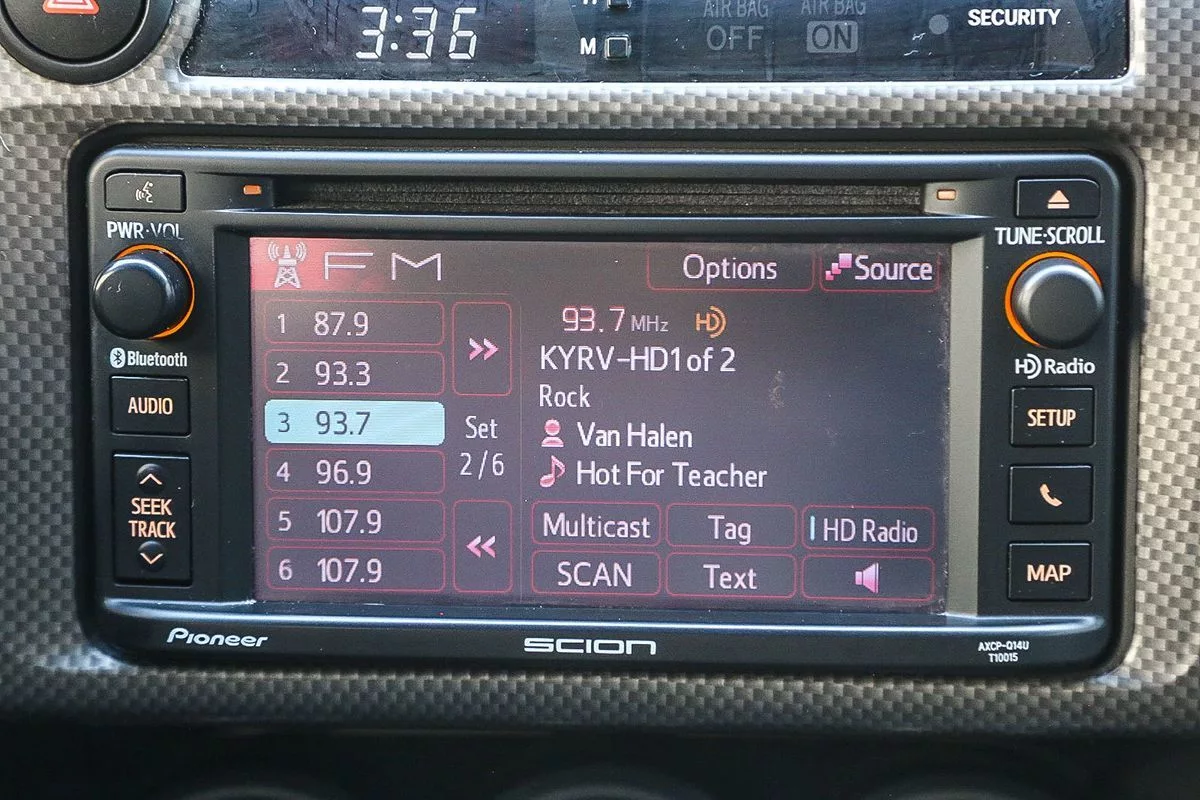 3:36
H
M
AIR BAG
OFF
AIR BAG
ON
SECURITY
PWR·VOL
TUNE·SCROLL
FM
Options
Source
1 87.9
2 93.3
3 93.7
4 96.9
5 107.9
6 107.9
Set
2/6
93.7 MHz HD
KYRV-HD1 of 2
Rock
Van Halen
Hot For Teacher
Multicast
Tag
HD Radio
SCAN
Text
Bluetooth
AUDIO
SEEK
TRACK
HD Radio
SETUP
MAP
Pioneer
SCION
AXCP-Q14U
T10015